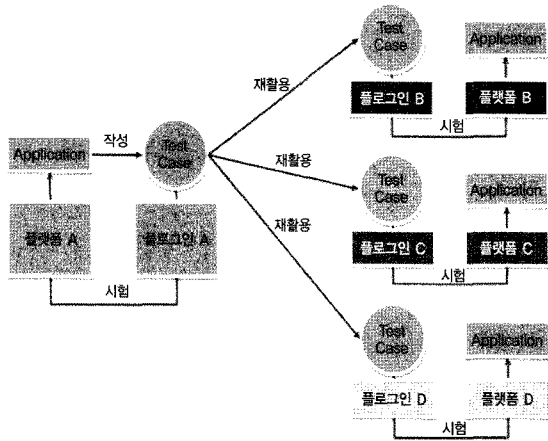 Test
Case
Application
재활용
플로그인 B
플랫폼 B
시험
Application
작성
Test
Case
재활용
Test
Case
Application
플랫폼 A
플로그인 A
재활용
플로그인 C
플랫폼 C
시험
시험
Test
Case
Application
플로그인 D
플랫폼 D
시험